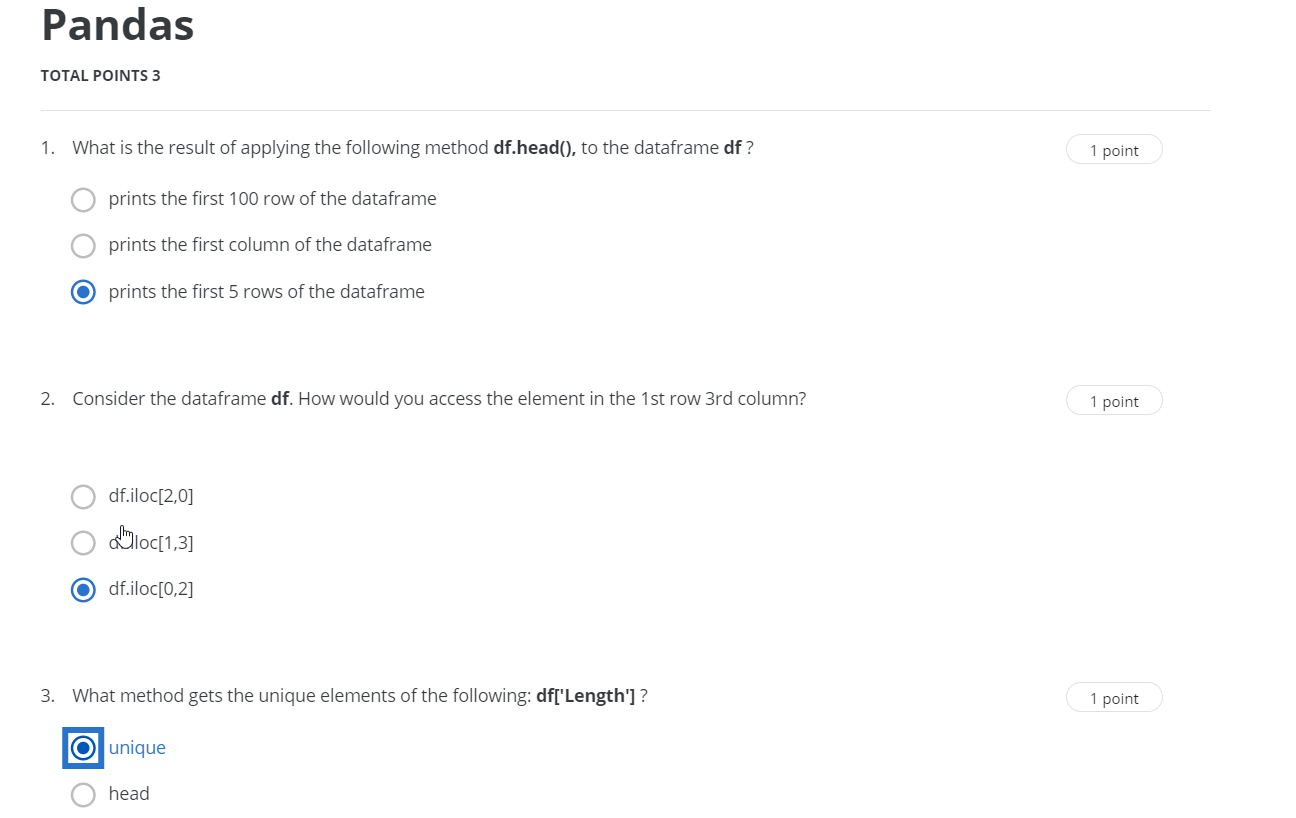 Pandas
TOTAL POINTS 3
1. What is the result of applying the following method df.head(), to the dataframe df ?
1 point
prints the first 100 row of the dataframe
prints the first column of the dataframe
prints the first 5 rows of the dataframe
2. Consider the dataframe df. How would you access the element in the 1st row 3rd column?
1 point
df.iloc[2,0]
df.iloc[1,3]
df.iloc[0,2]
3. What method gets the unique elements of the following: df['Length'] ?
1 point
unique
head